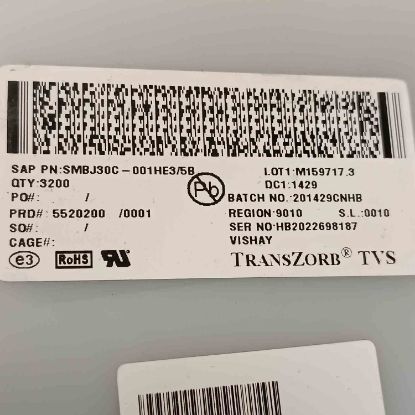 SAP PN:SMBJ30C-001HE3/5B LOT1:M159717.3
QTY:3200 Pb DC1:1429
PO#: / BATCH NO.:201429CNHB
PRD#: 5520200 /0001 REGION:9010 S.L.:0010
SO#: / SER NO:HB2022698187
CAGE#: VISHAY
e3 RoHS TRANSZORB® TVS